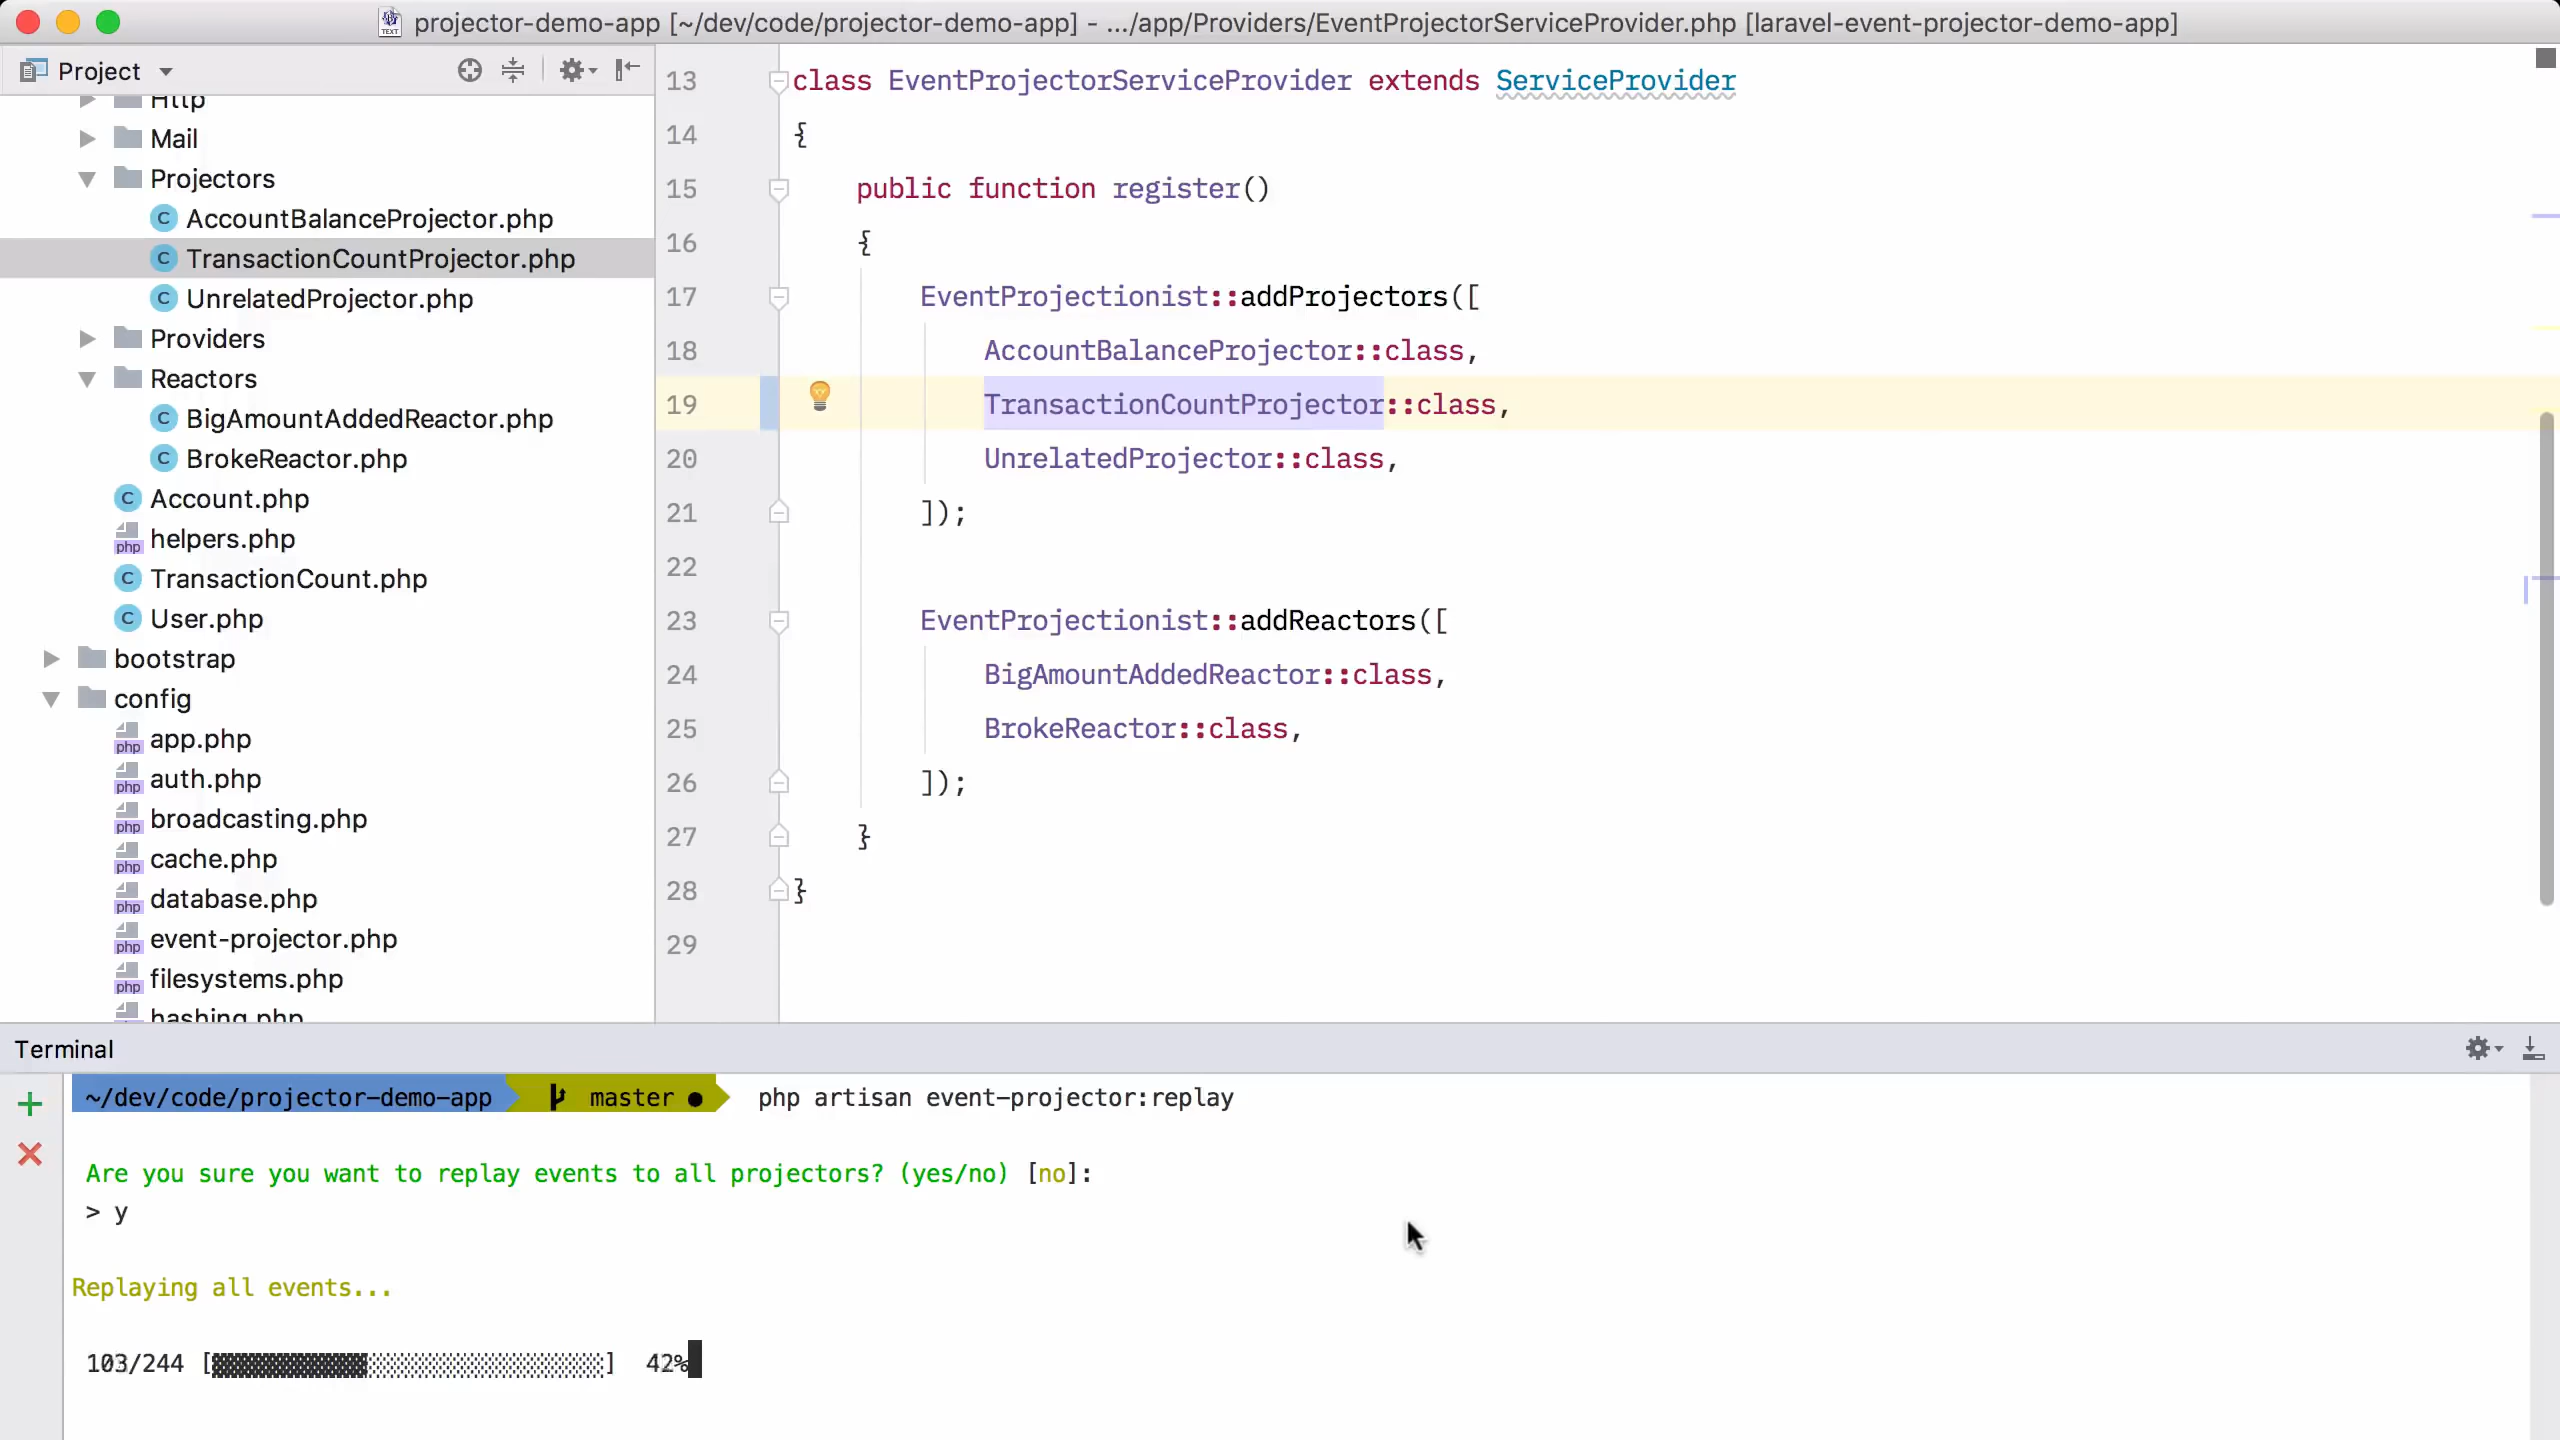 projector-demo-app [~/dev/code/projector-demo-app] - .../app/Providers/EventProjectorServiceProvider.php [laravel-event-projector-demo-app]
Project
Http
Mail
Projectors
AccountBalanceProjector.php
TransactionCountProjector.php
UnrelatedProjector.php
Providers
Reactors
BigAmountAddedReactor.php
BrokeReactor.php
Account.php
helpers.php
TransactionCount.php
User.php
bootstrap
config
app.php
auth.php
broadcasting.php
cache.php
database.php
event-projector.php
filesystems.php
hashing.php
13 class EventProjectorServiceProvider extends ServiceProvider
14 {
15 public function register()
16 {
17 EventProjectionist::addProjectors([
18 AccountBalanceProjector::class,
19 TransactionCountProjector::class,
20 UnrelatedProjector::class,
21 ]);
22
23 EventProjectionist::addReactors([
24 BigAmountAddedReactor::class,
25 BrokeReactor::class,
26 ]);
27 }
28 }
29
Terminal
~/dev/code/projector-demo-app master ● php artisan event-projector:replay
Are you sure you want to replay events to all projectors? (yes/no) [no]:
> y
Replaying all events...
103/244 [▓▓▓▓▓▓▓▓▓▓▓░░░░░░░░░░░░░░░░░] 42%